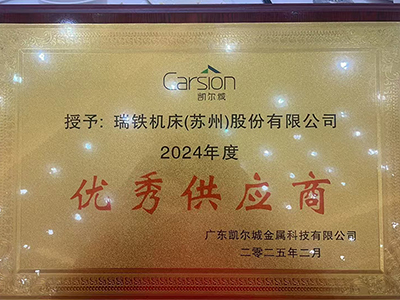 Carsion
凯尔城
授予: 瑞铁机床(苏州)股份有限公司
2024年度
优秀供应商
广东凯尔城金属科技有限公司
二零二五年二月